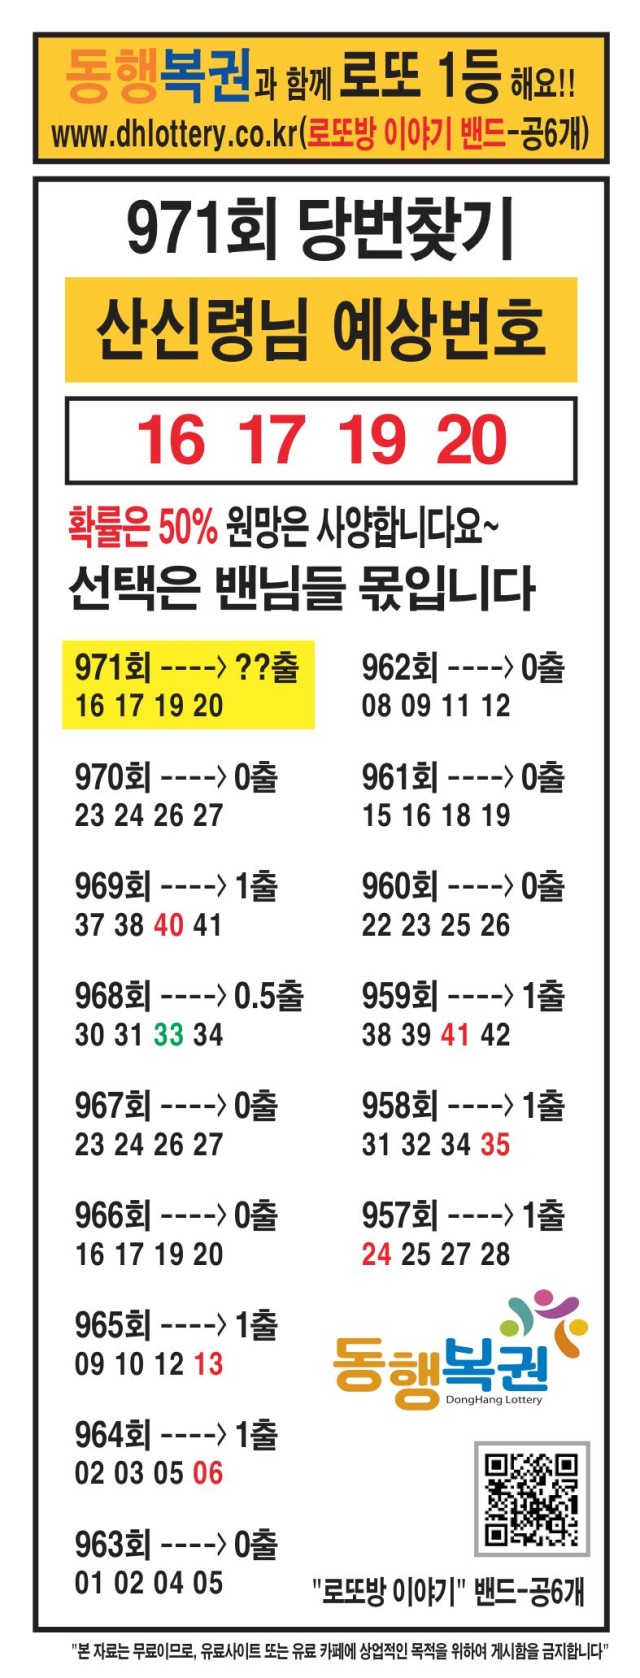 동행복권과 함께 로또 1등 해요!!
www.dhlottery.co.kr(로또방 이야기 밴드-공6개)
971회 당번찾기
산신령님 예상번호
16 17 19 20
확률은 50% 원망은 사양합니다요~
선택은 밴님들 몫입니다
971회 ----> ??출
16 17 19 20
970회 ----> 0출
23 24 26 27
969회 ----> 1출
37 38 40 41
968회 ----> 0.5출
30 31 33 34
967회 ----> 0출
23 24 26 27
966회 ----> 0출
16 17 19 20
965회 ----> 1출
09 10 12 13
964회 ----> 1출
02 03 05 06
963회 ----> 0출
01 02 04 05
962회 ----> 0출
08 09 11 12
961회 ----> 0출
15 16 18 19
960회 ----> 0출
22 23 25 26
959회 ----> 1출
38 39 41 42
958회 ----> 1출
31 32 34 35
957회 ----> 1출
24 25 27 28
동행복권
DongHang Lottery
"로또방 이야기" 밴드-공6개
"본 자료는 무료이므로, 유료사이트 또는 유료 카페에 상업적인 목적을 위하여 게시함을 금지합니다"